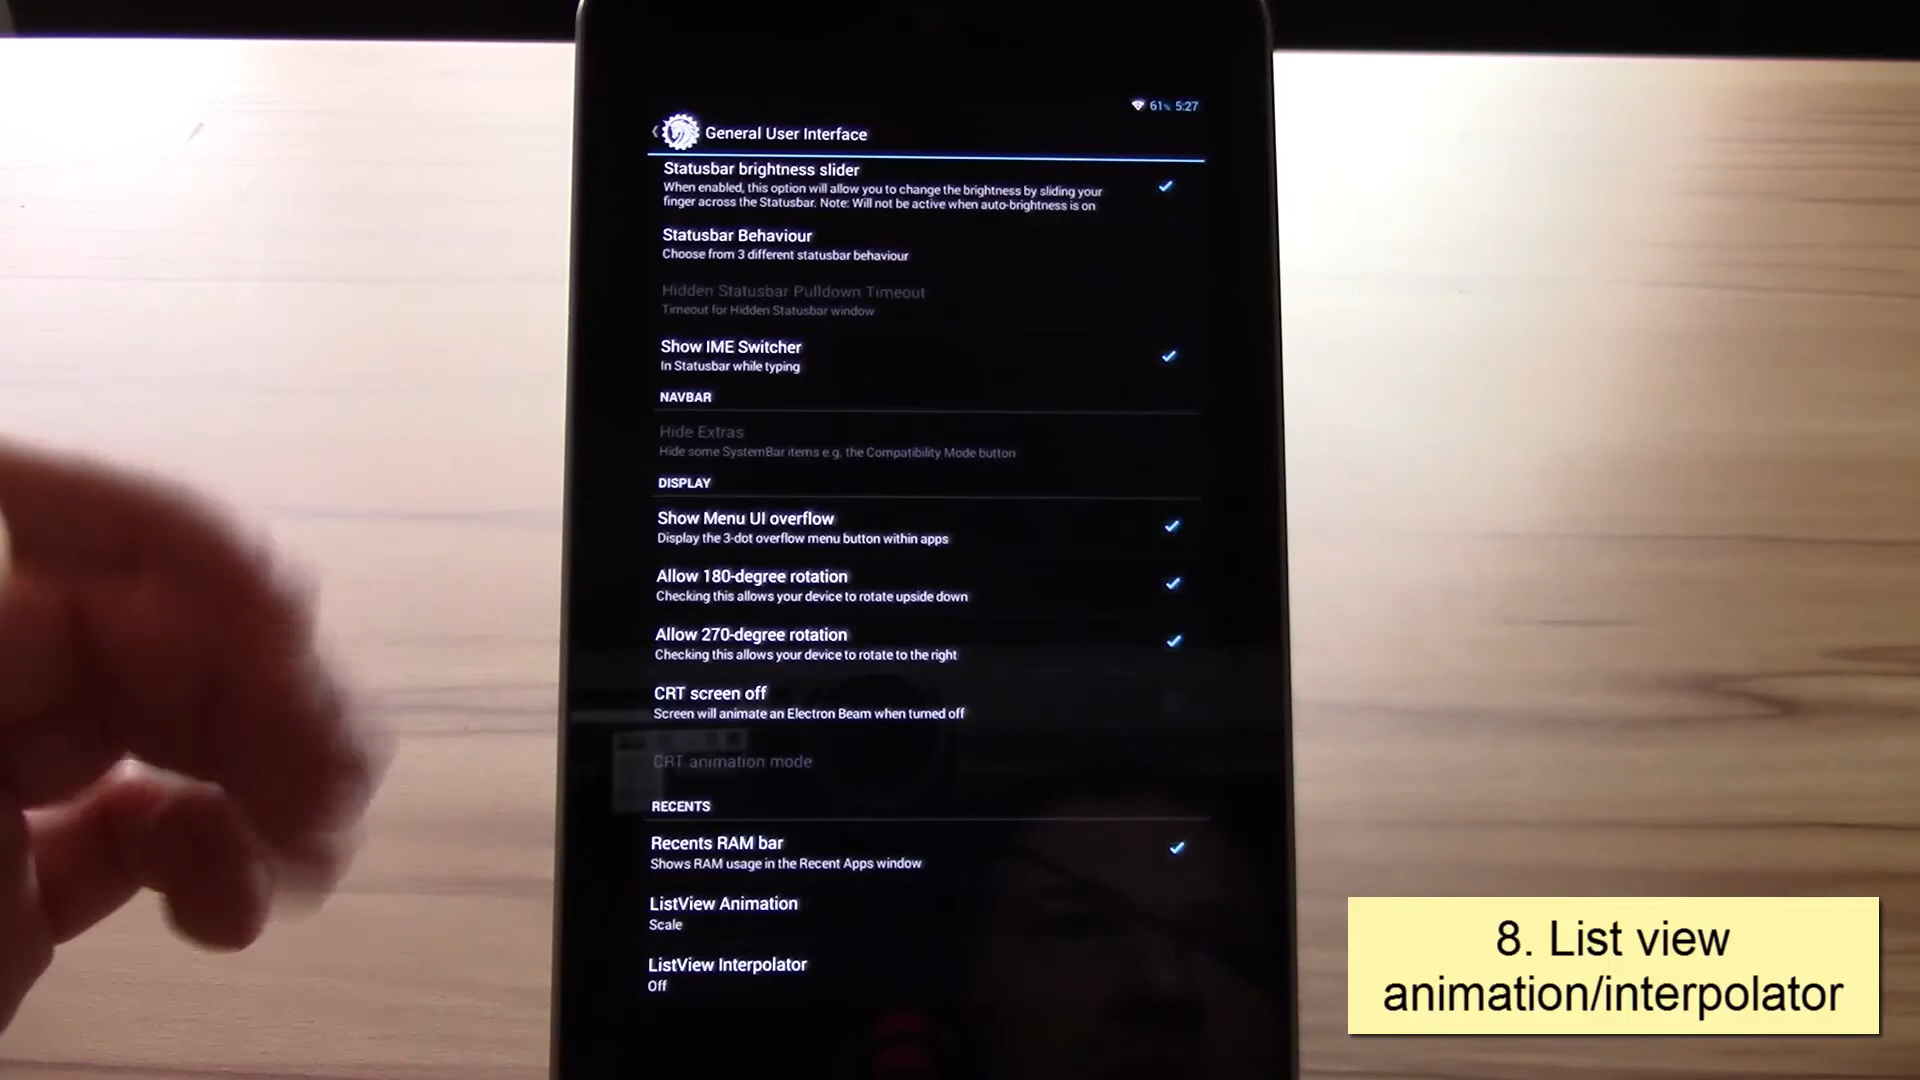 61% 5:27
General User Interface
Statusbar brightness slider
When enabled, this option will allow you to change the brightness by sliding your
finger across the Statusbar. Note: Will not be active when auto-brightness is on
Statusbar Behaviour
Choose from 3 different statusbar behaviour
Hidden Statusbar Pulldown Timeout
Timeout for Hidden Statusbar window
Show IME Switcher
In Statusbar while typing
NAVBAR
Hide Extras
Hide some SystemBar items e.g. the Compatibility Mode button
DISPLAY
Show Menu UI overflow
Display the 3-dot overflow menu button within apps
Allow 180-degree rotation
Checking this allows your device to rotate upside down
Allow 270-degree rotation
Checking this allows your device to rotate to the right
CRT screen off
Screen will animate an Electron Beam when turned off
CRT animation mode
RECENTS
Recents RAM bar
Shows RAM usage in the Recent Apps window
ListView Animation
Scale
ListView Interpolator
Off
8. List view
animation/interpolator